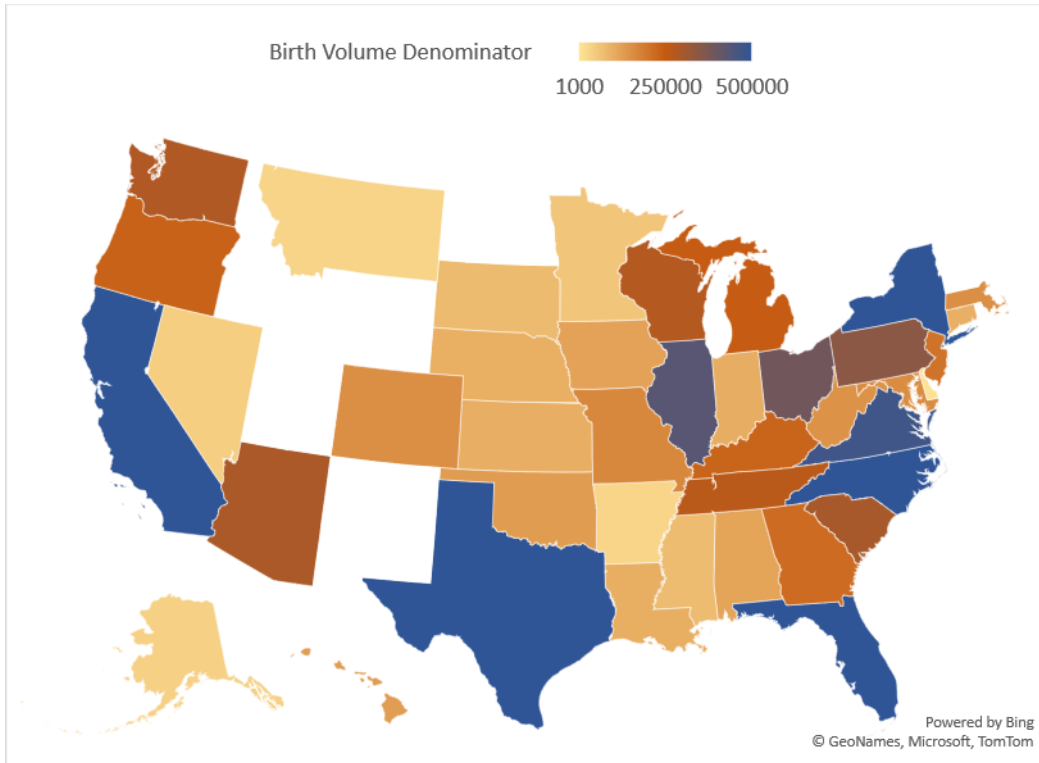 Birth Volume Denominator
1000 250000 500000
Powered by Bing
© GeoNames, Microsoft, TomTom